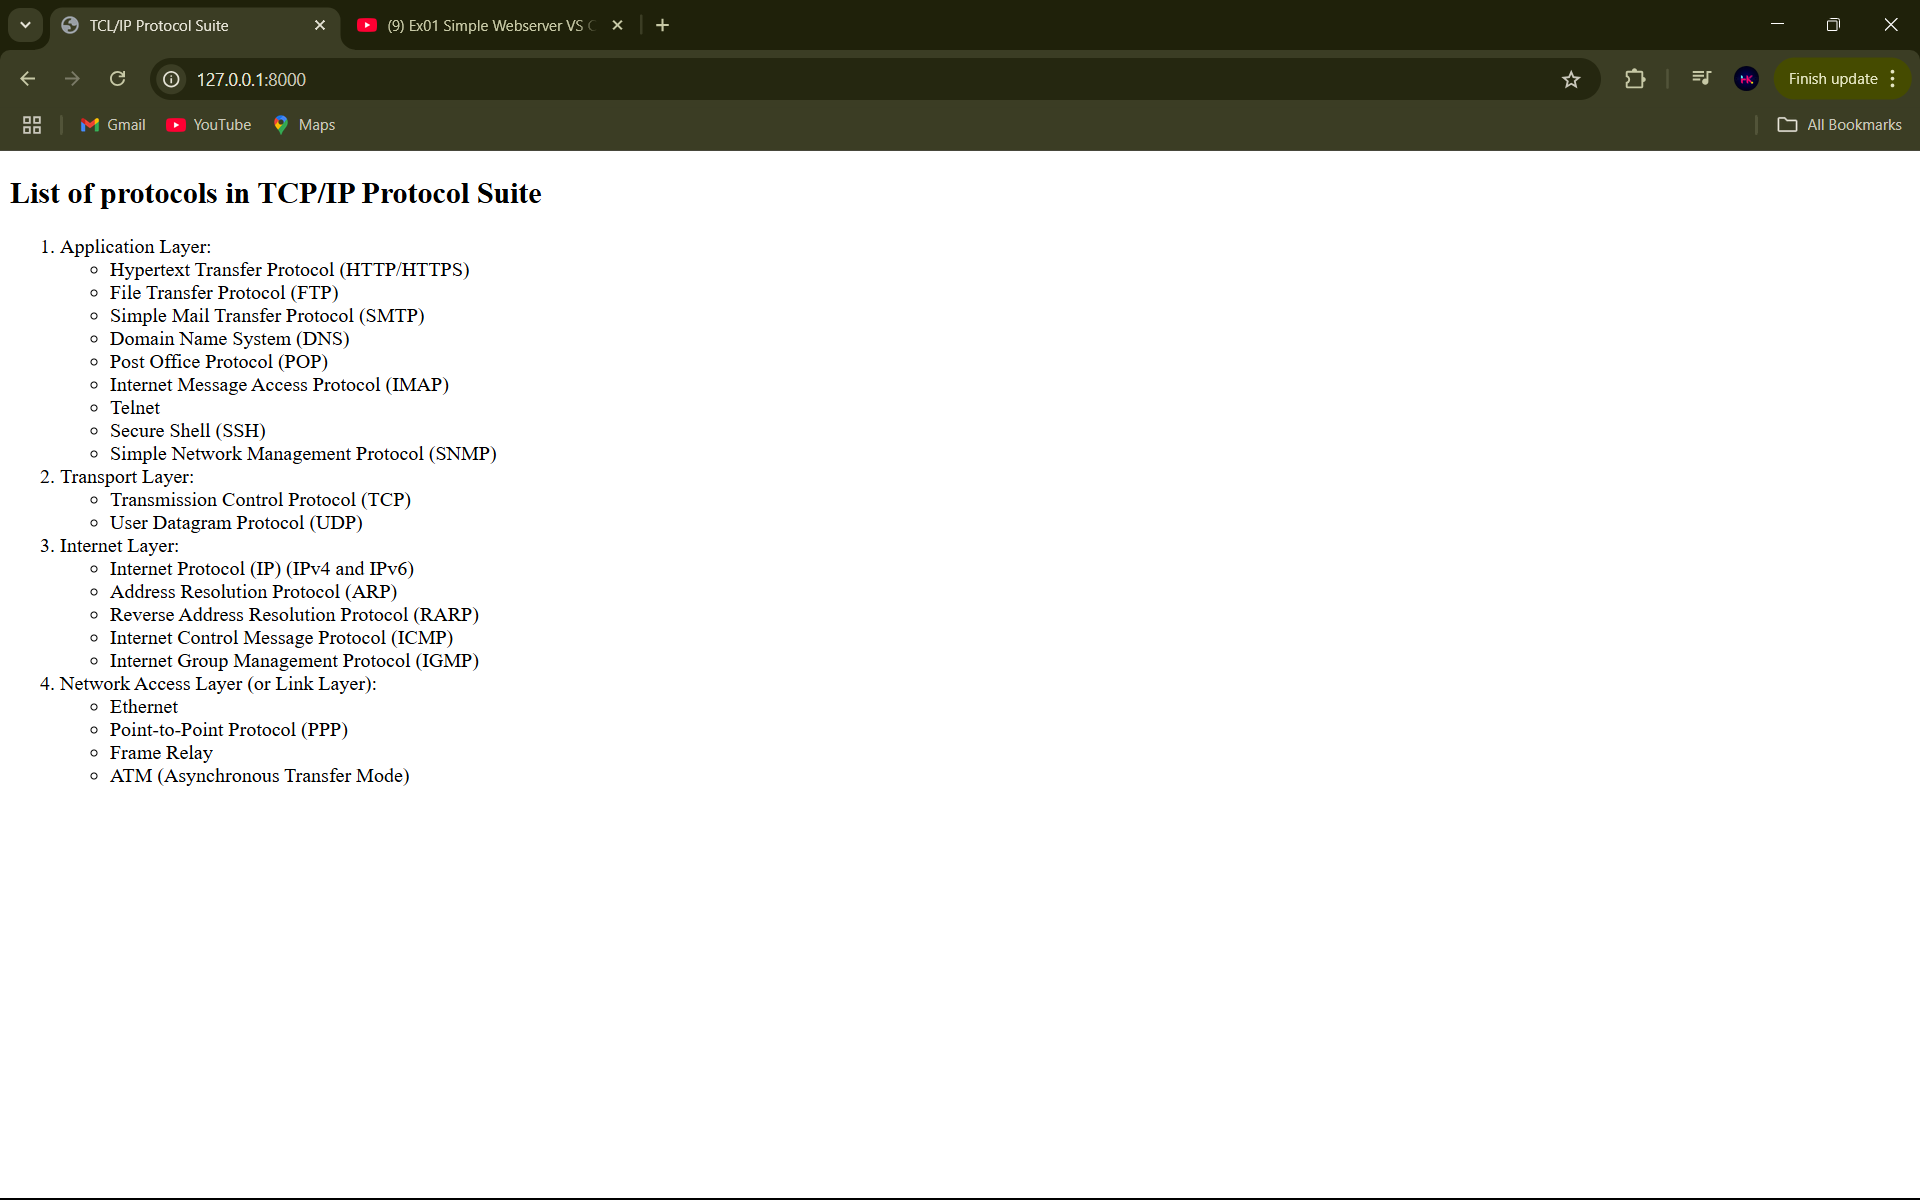 TCL/IP Protocol Suite
(9) Ex01 Simple Webserver VS C
127.0.0.1:8000
HK
Finish update
Gmail
YouTube
Maps
All Bookmarks
List of protocols in TCP/IP Protocol Suite
1. Application Layer:
Hypertext Transfer Protocol (HTTP/HTTPS)
File Transfer Protocol (FTP)
Simple Mail Transfer Protocol (SMTP)
Domain Name System (DNS)
Post Office Protocol (POP)
Internet Message Access Protocol (IMAP)
Telnet
Secure Shell (SSH)
Simple Network Management Protocol (SNMP)
2. Transport Layer:
Transmission Control Protocol (TCP)
User Datagram Protocol (UDP)
3. Internet Layer:
Internet Protocol (IP) (IPv4 and IPv6)
Address Resolution Protocol (ARP)
Reverse Address Resolution Protocol (RARP)
Internet Control Message Protocol (ICMP)
Internet Group Management Protocol (IGMP)
4. Network Access Layer (or Link Layer):
Ethernet
Point-to-Point Protocol (PPP)
Frame Relay
ATM (Asynchronous Transfer Mode)